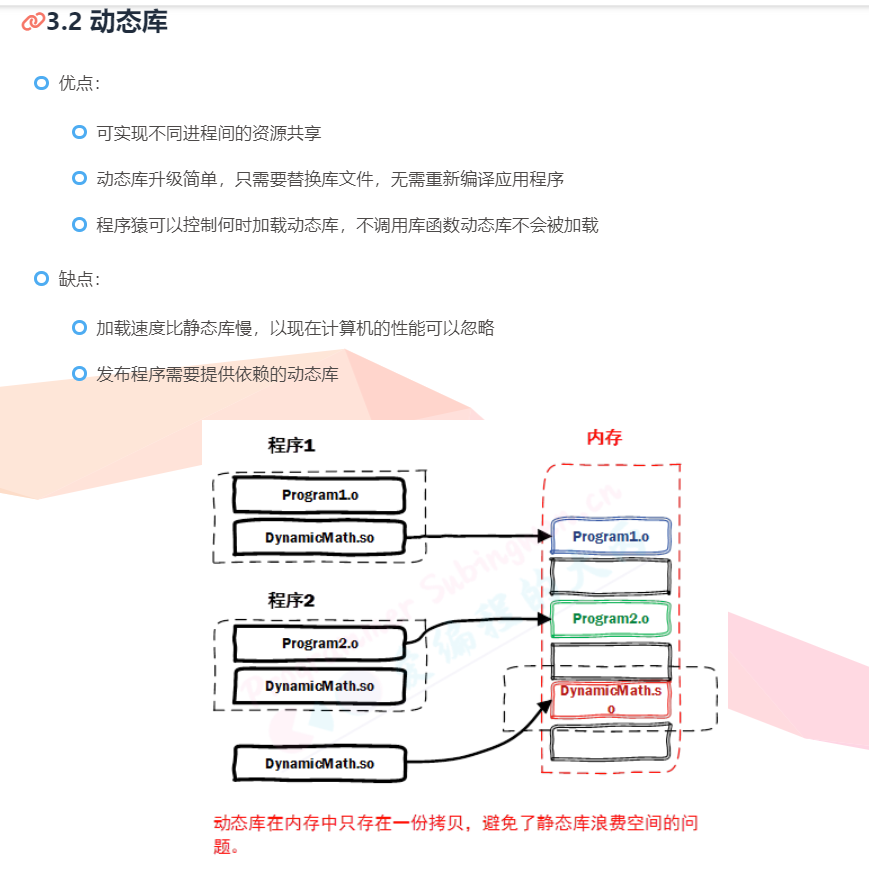 3.2 动态库
优点：
可实现不同进程间的资源共享
动态库升级简单，只需要替换库文件，无需重新编译应用程序
程序猿可以控制何时加载动态库，不调用库函数动态库不会被加载
缺点：
加载速度比静态库慢，以现在计算机的性能可以忽略
发布程序需要提供依赖的动态库
程序1
内存
Program1.o
DynamicMath.so
Program1.o
程序2
Program2.o
Program2.o
DynamicMath.so
DynamicMath.s
o
DynamicMath.so
动态库在内存中只存在一份拷贝，避免了静态库浪费空间的问
题。